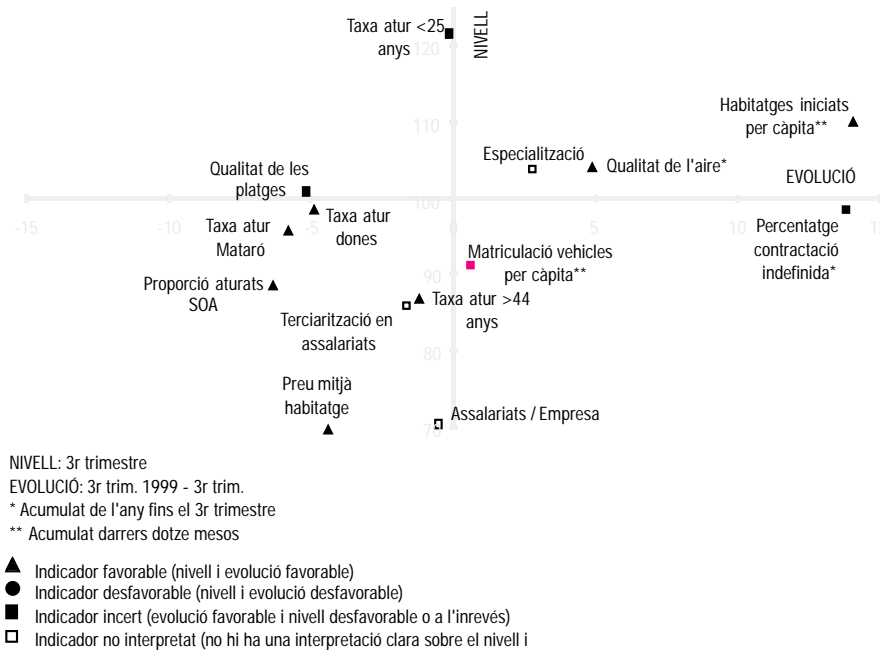 Taxa atur <25
anys
NIVELL
120
Habitatges iniciats
per càpita**
110
Especialització
Qualitat de l'aire*
Qualitat de les
platges
EVOLUCIÓ
100
-15
-10
-5
0
5
10
15
Taxa atur
dones
Taxa atur
Mataró
Percentatge
contractació
indefinida*
Matriculació vehicles
per càpita**
90
Proporció aturats
SOA
Taxa atur >44
anys
Terciarització en
assalariats
80
Preu mitjà
habitatge
Assalariats / Empresa
70
NIVELL: 3r trimestre
EVOLUCIÓ: 3r trim. 1999 - 3r trim.
* Acumulat de l'any fins el 3r trimestre
** Acumulat darrers dotze mesos
Indicador favorable (nivell i evolució favorable)
Indicador desfavorable (nivell i evolució desfavorable)
Indicador incert (evolució favorable i nivell desfavorable o a l'inrevés)
Indicador no interpretat (no hi ha una interpretació clara sobre el nivell i